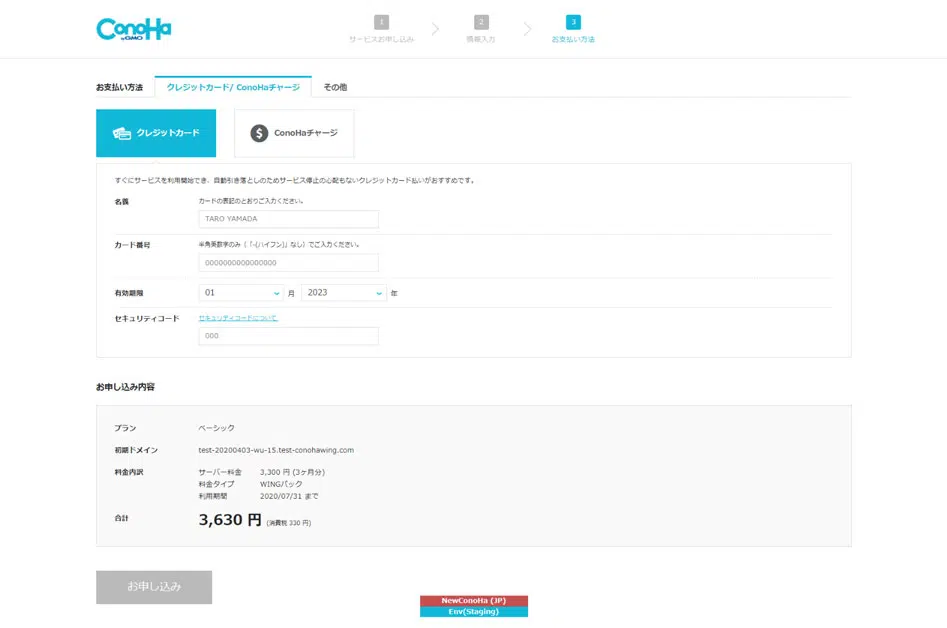 ConoHa
by GMO
1
サービスお申し込み
2
情報入力
3
お支払い方法
お支払い方法
クレジットカード/ ConoHaチャージ
その他
クレジットカード
$ ConoHaチャージ
すぐにサービスを利用開始でき、自動引き落としのためサービス停止の心配もないクレジットカード払いがおすすめです。
名義
カードの表記のとおりご入力ください。
TARO YAMADA
カード番号
半角英数字のみ（「-(ハイフン)」なし）でご入力ください。
0000000000000000
有効期限
01 月 2023 年
セキュリティコード
セキュリティコードについて
000
お申し込み内容
プラン ベーシック
初期ドメイン test-20200403-wu-15.test-conohawing.com
料金内訳 サーバー料金 3,300 円 (3ヶ月分)
料金タイプ WINGパック
利用期間 2020/07/31 まで
合計 3,630 円 (消費税 330 円)
お申し込み
NewConoHa (JP)
Env(Staging)